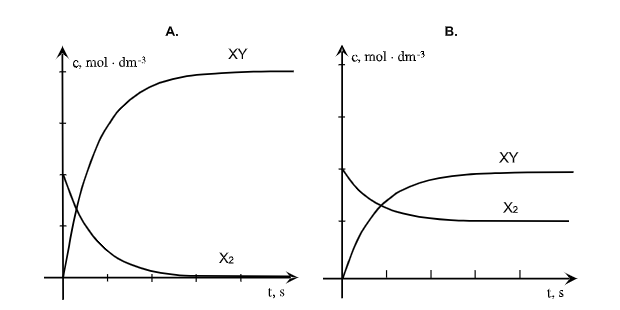 A.
c, mol · dm-³
XY
X₂
t, s
B.
c, mol · dm-³
XY
X₂
t, s